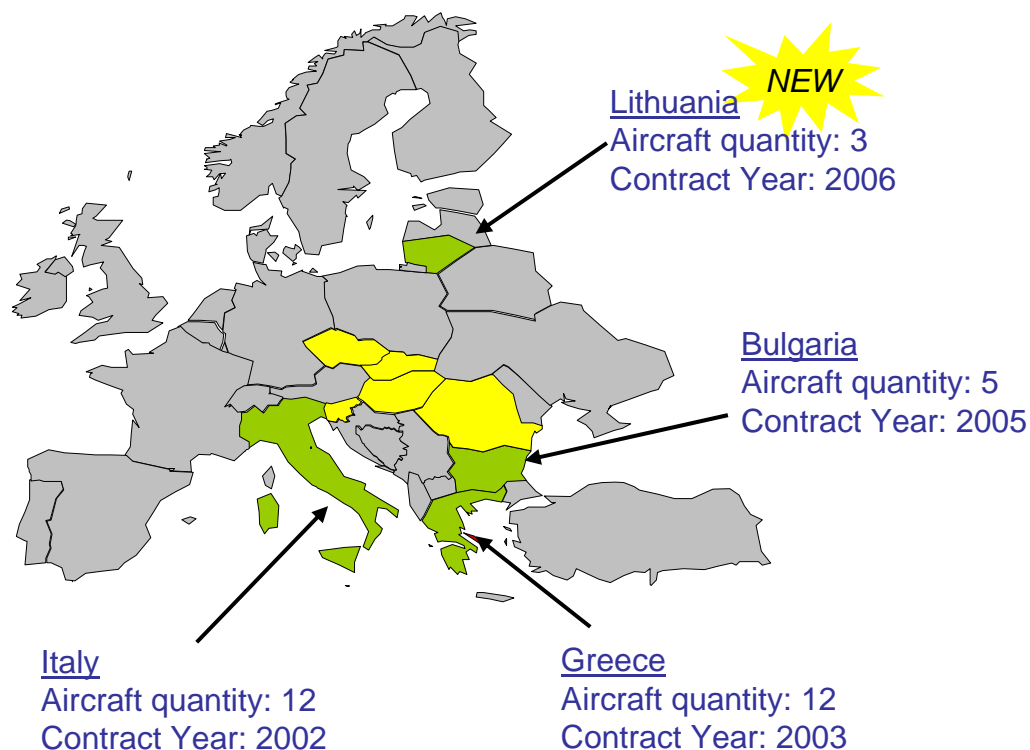 NEW
Lithuania
Aircraft quantity: 3
Contract Year: 2006
Bulgaria
Aircraft quantity: 5
Contract Year: 2005
Italy
Aircraft quantity: 12
Contract Year: 2002
Greece
Aircraft quantity: 12
Contract Year: 2003